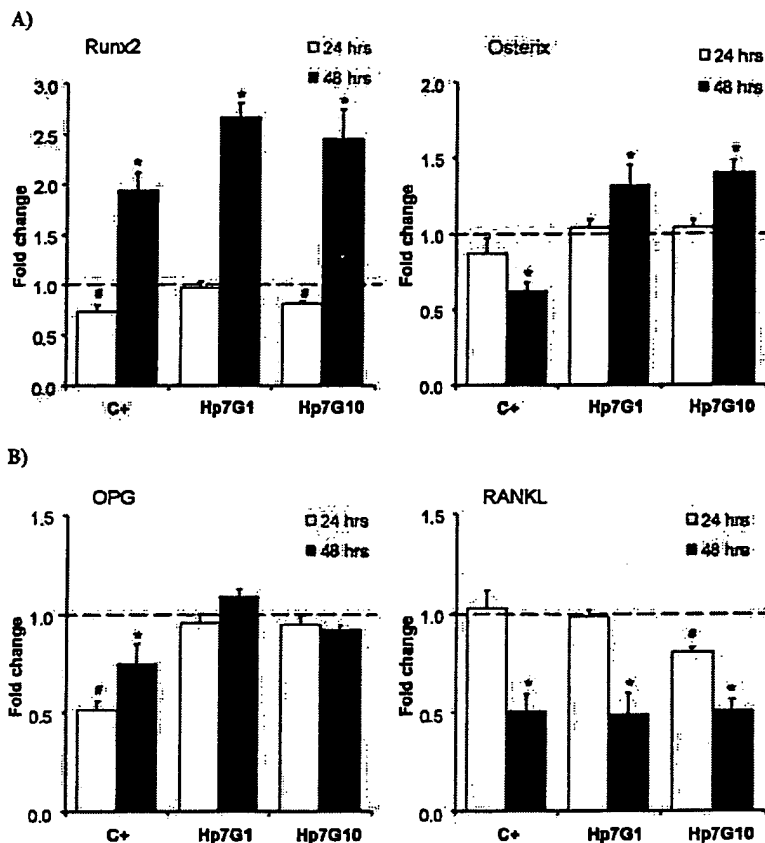 A)
Runx2
24 hrs
48 hrs
Fold change
3.0
2.5
2.0
1.5
1.0
0.5
0.0
*
*
*
#
#
C+
Hp7G1
Hp7G10
Osterix
24 hrs
48 hrs
Fold change
2.0
1.5
1.0
0.5
0.0
*
*
*
C+
Hp7G1
Hp7G10
B)
OPG
24 hrs
48 hrs
Fold change
1.5
1.0
0.5
0.0
#
*
C+
Hp7G1
Hp7G10
RANKL
24 hrs
48 hrs
Fold change
1.5
1.0
0.5
0.0
*
*
#
*
C+
Hp7G1
Hp7G10